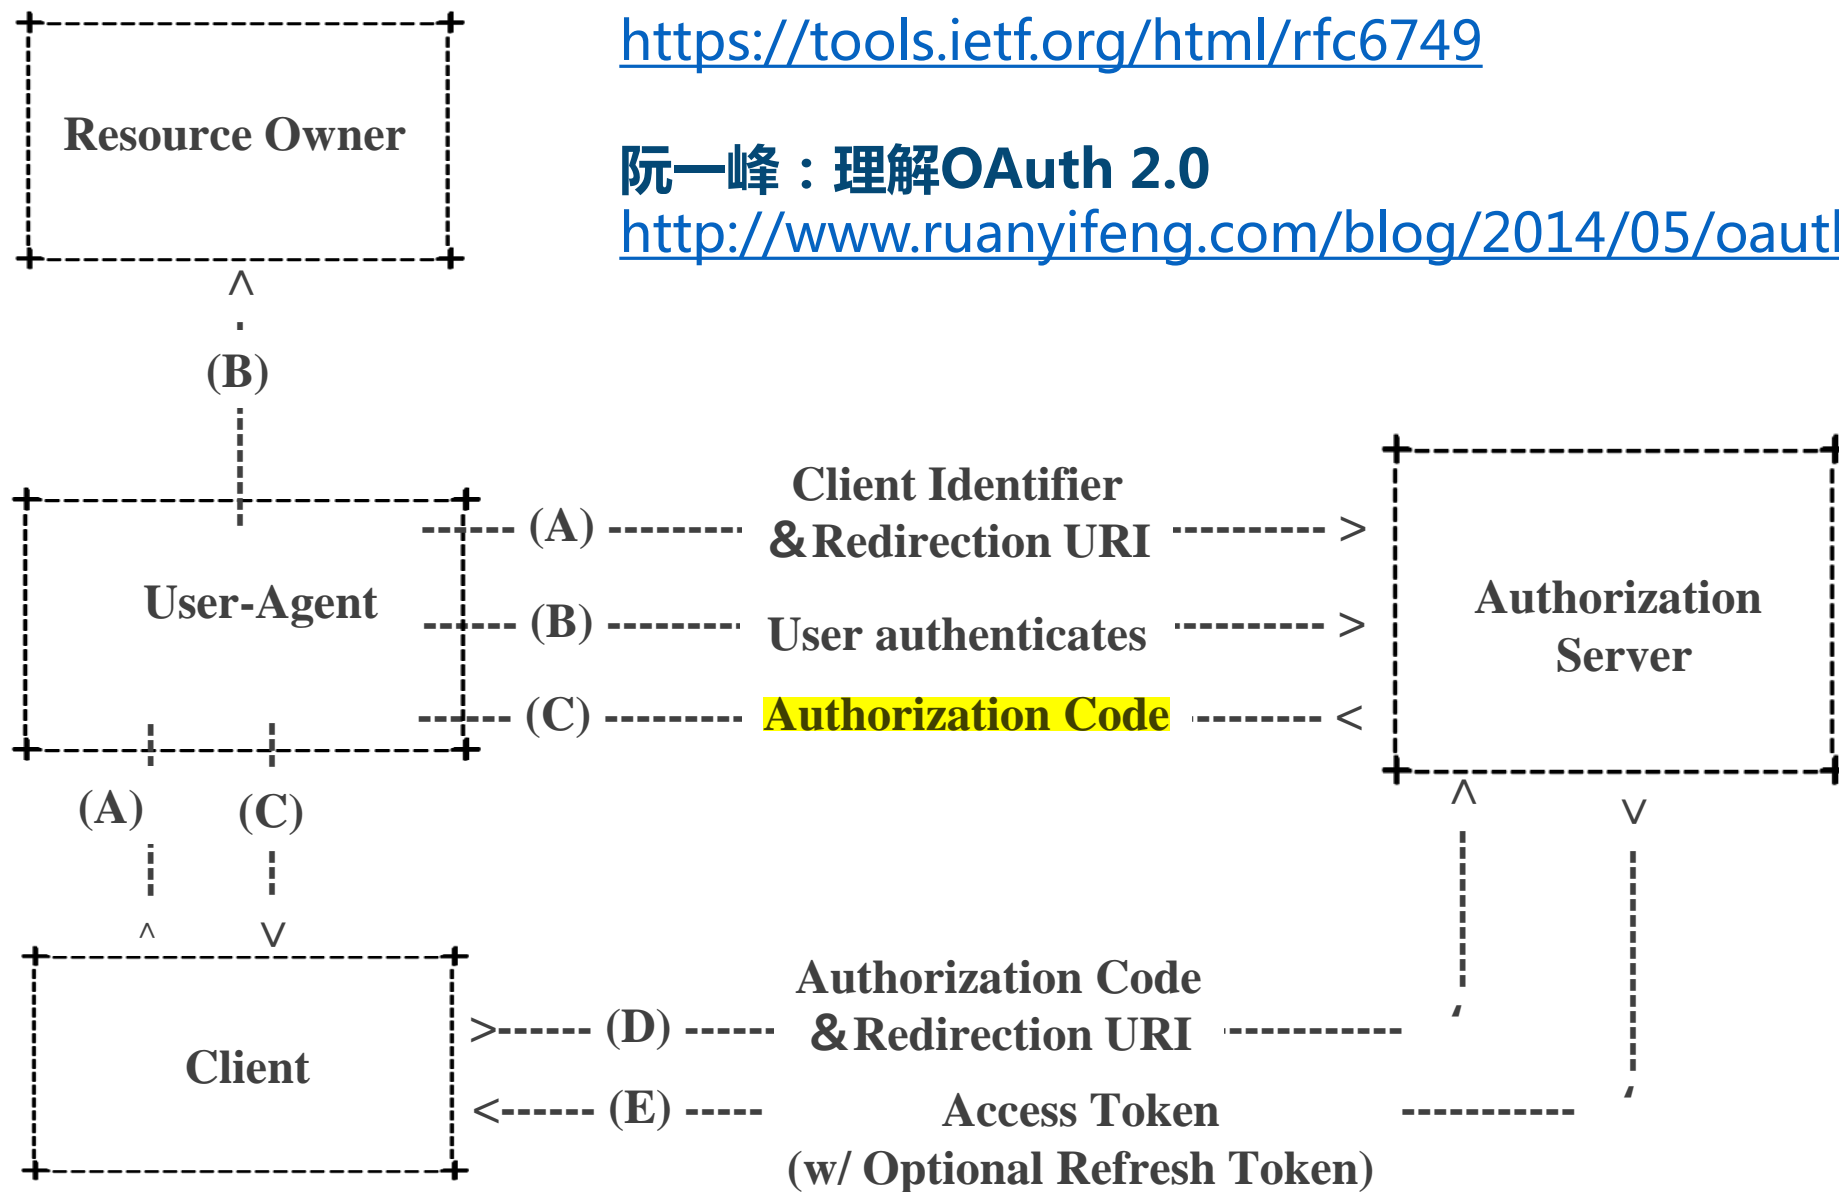 https://tools.ietf.org/html/rfc6749
Resource Owner
阮一峰：理解OAuth 2.0
http://www.ruanyifeng.com/blog/2014/05/oaut
(B)
Client Identifier
(A)
&Redirection URI
User-Agent
Authorization
Server
(B)
User authenticates
(C)
Authorization Code
(A)
(C)
Authorization Code
(D)
&Redirection URI
Client
(E)
Access Token
(w/ Optional Refresh Token)